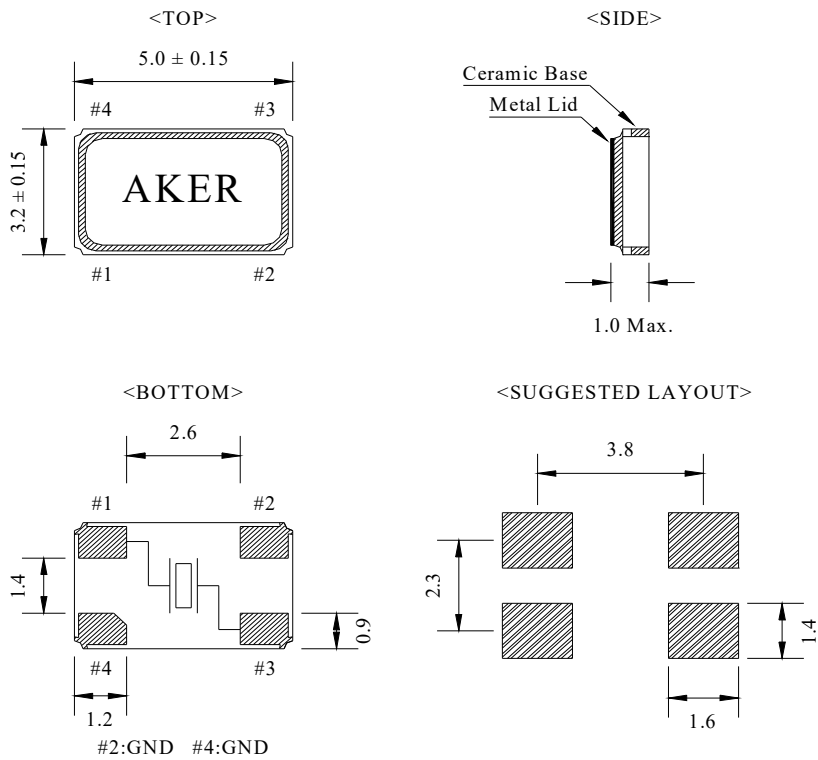 <TOP>
5.0 ± 0.15
#4 #3
3.2 ± 0.15
AKER
#1 #2
<SIDE>
Ceramic Base
Metal Lid
1.0 Max.
<BOTTOM>
2.6
#1 #2
1.4
0.9
#4 #3
1.2
#2:GND #4:GND
<SUGGESTED LAYOUT>
3.8
2.3
1.4
1.6